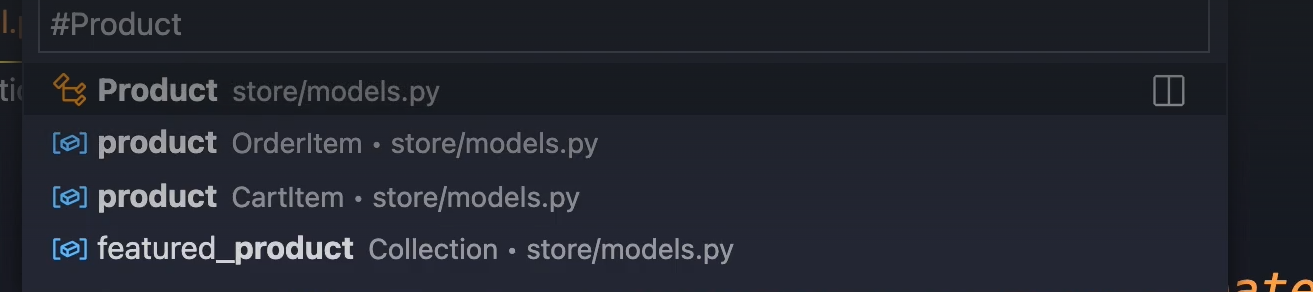 #Product
Product store/models.py
product OrderItem • store/models.py
product CartItem • store/models.py
featured_product Collection • store/models.py